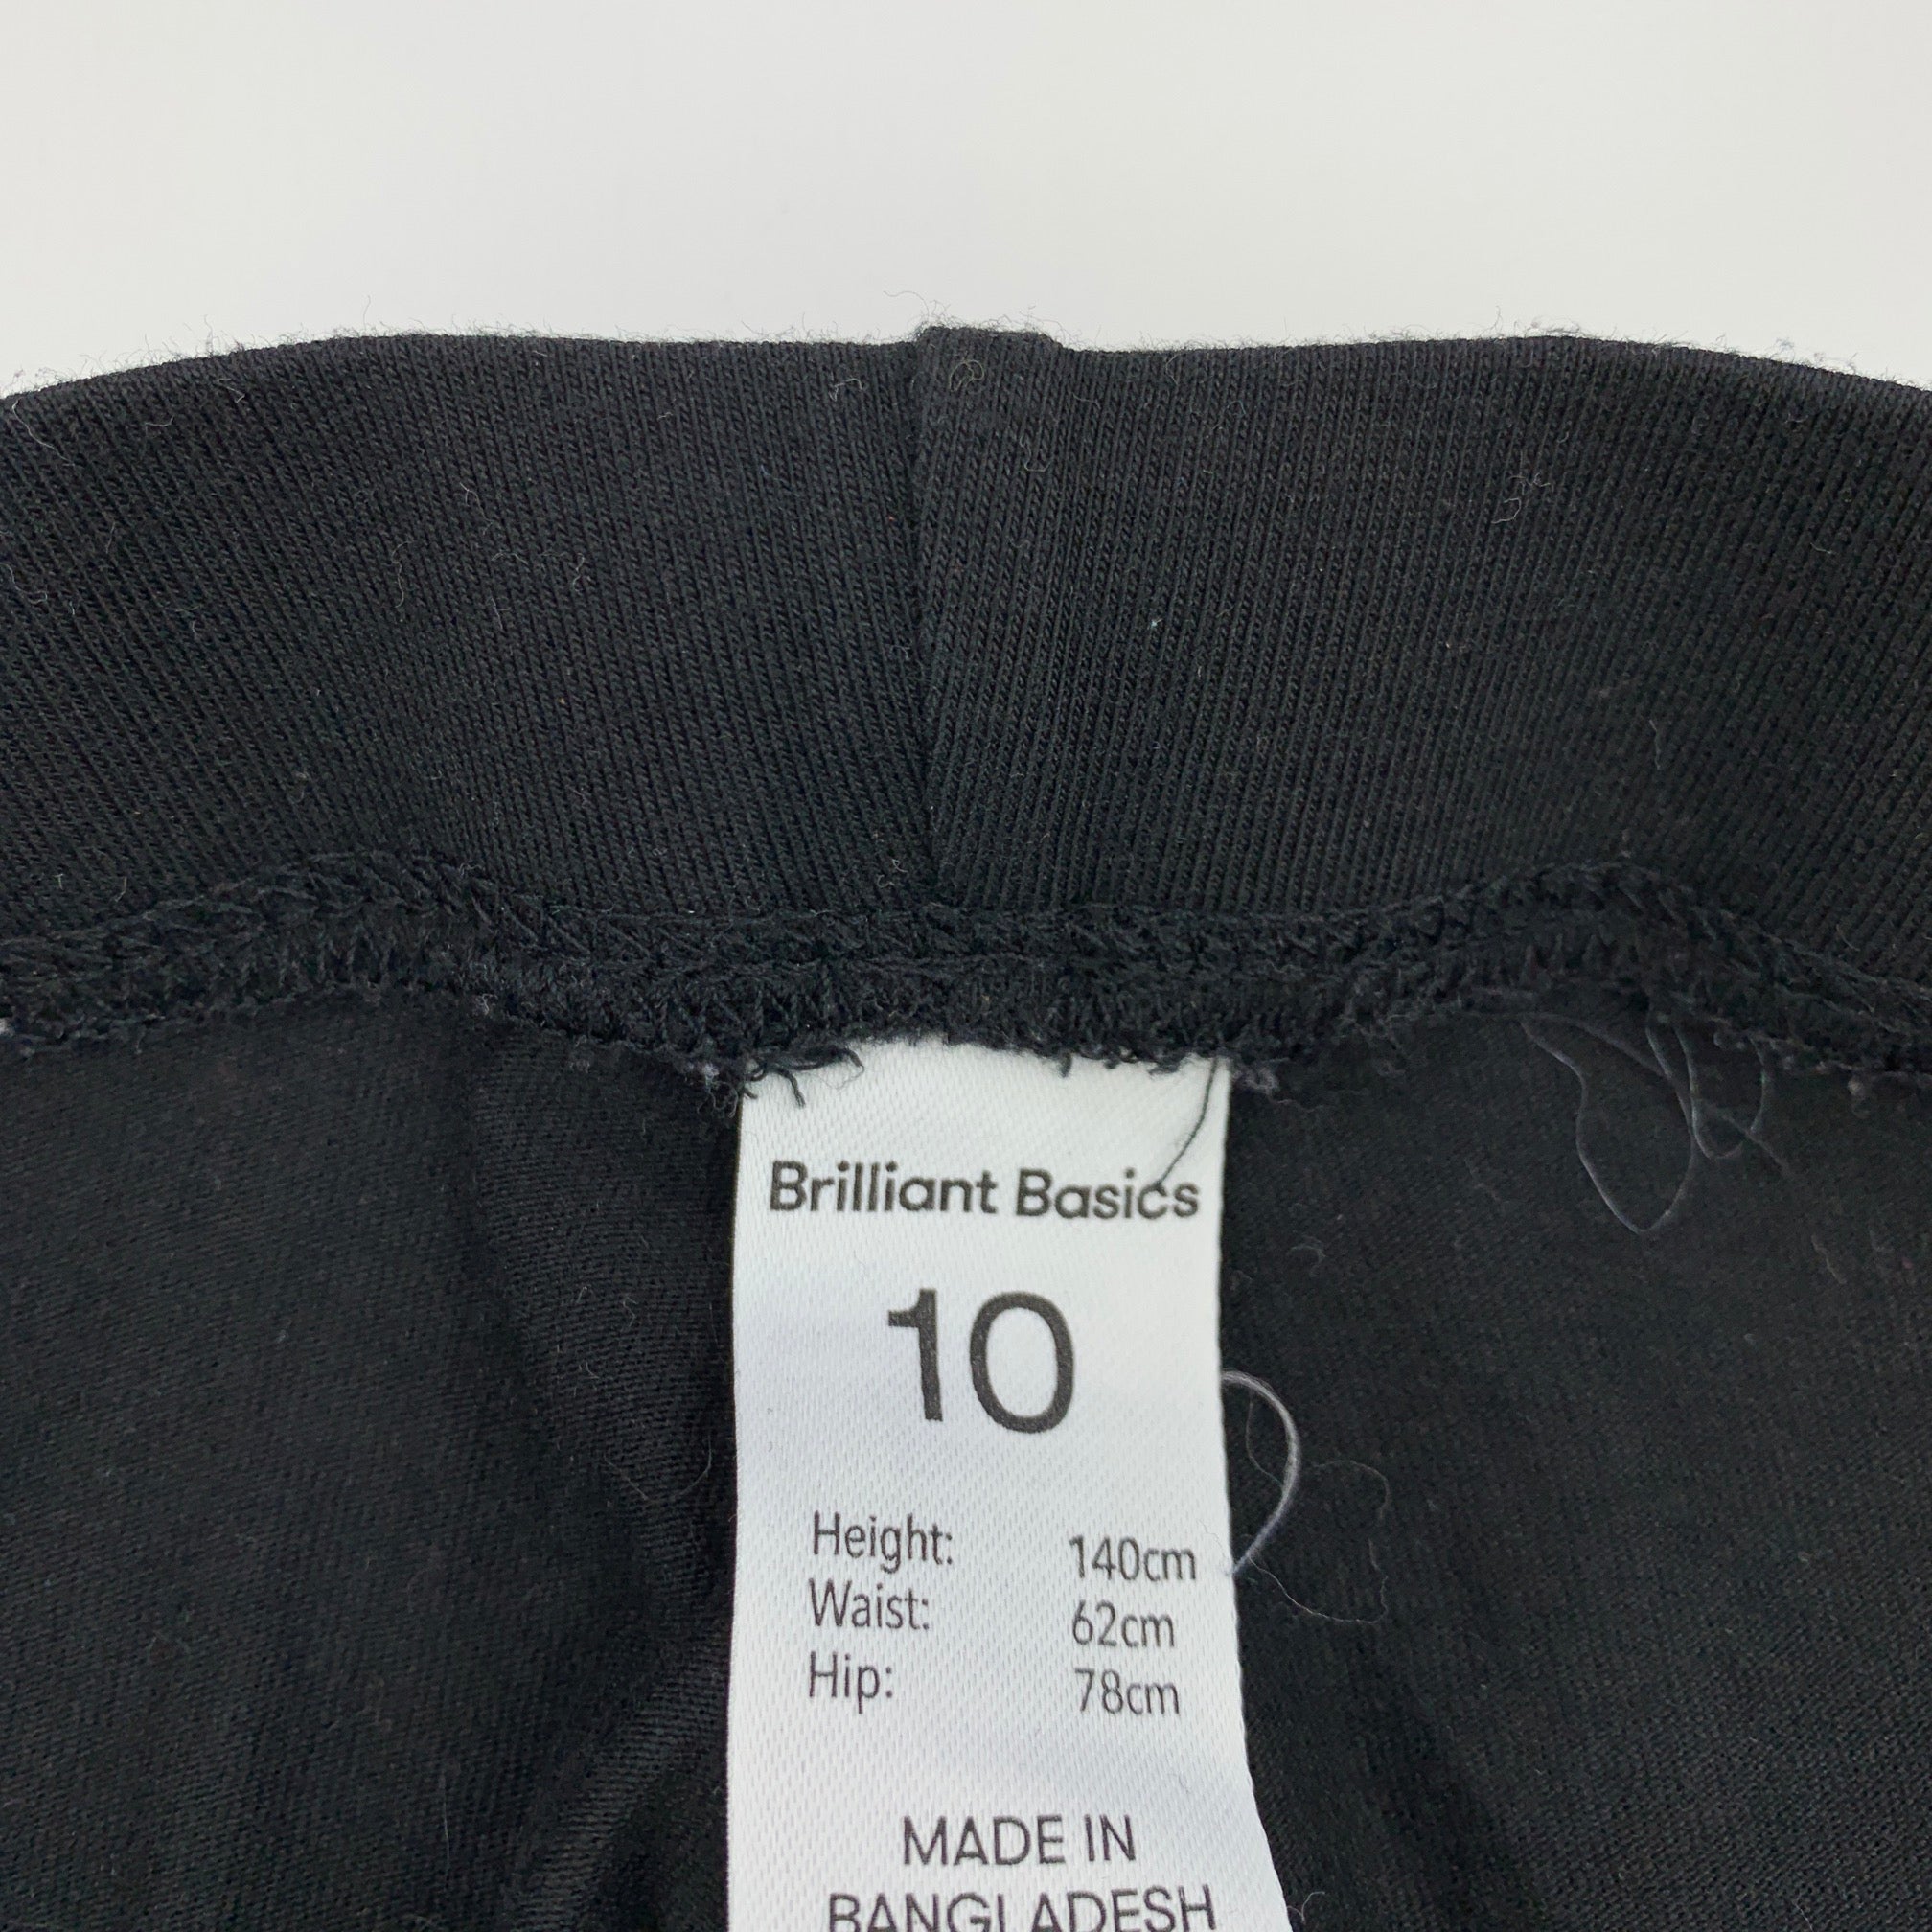 Brilliant Basics
10
Height: 140cm
Waist: 62cm
Hip: 78cm
MADE IN
BANGLADESH